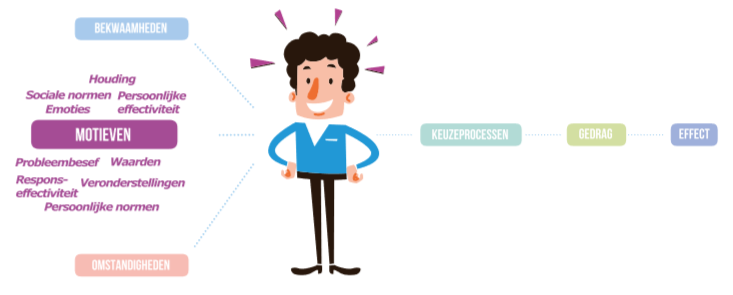 BEKWAAMHEDEN
Houding
Sociale normen Persoonlijke
Emoties effectiviteit
MOTIEVEN
Probleembesef Waarden
Respons- Veronderstellingen
effectiviteit
Persoonlijke normen
OMSTANDIGHEDEN
KEUZEPROCESSEN
GEDRAG
EFFECT